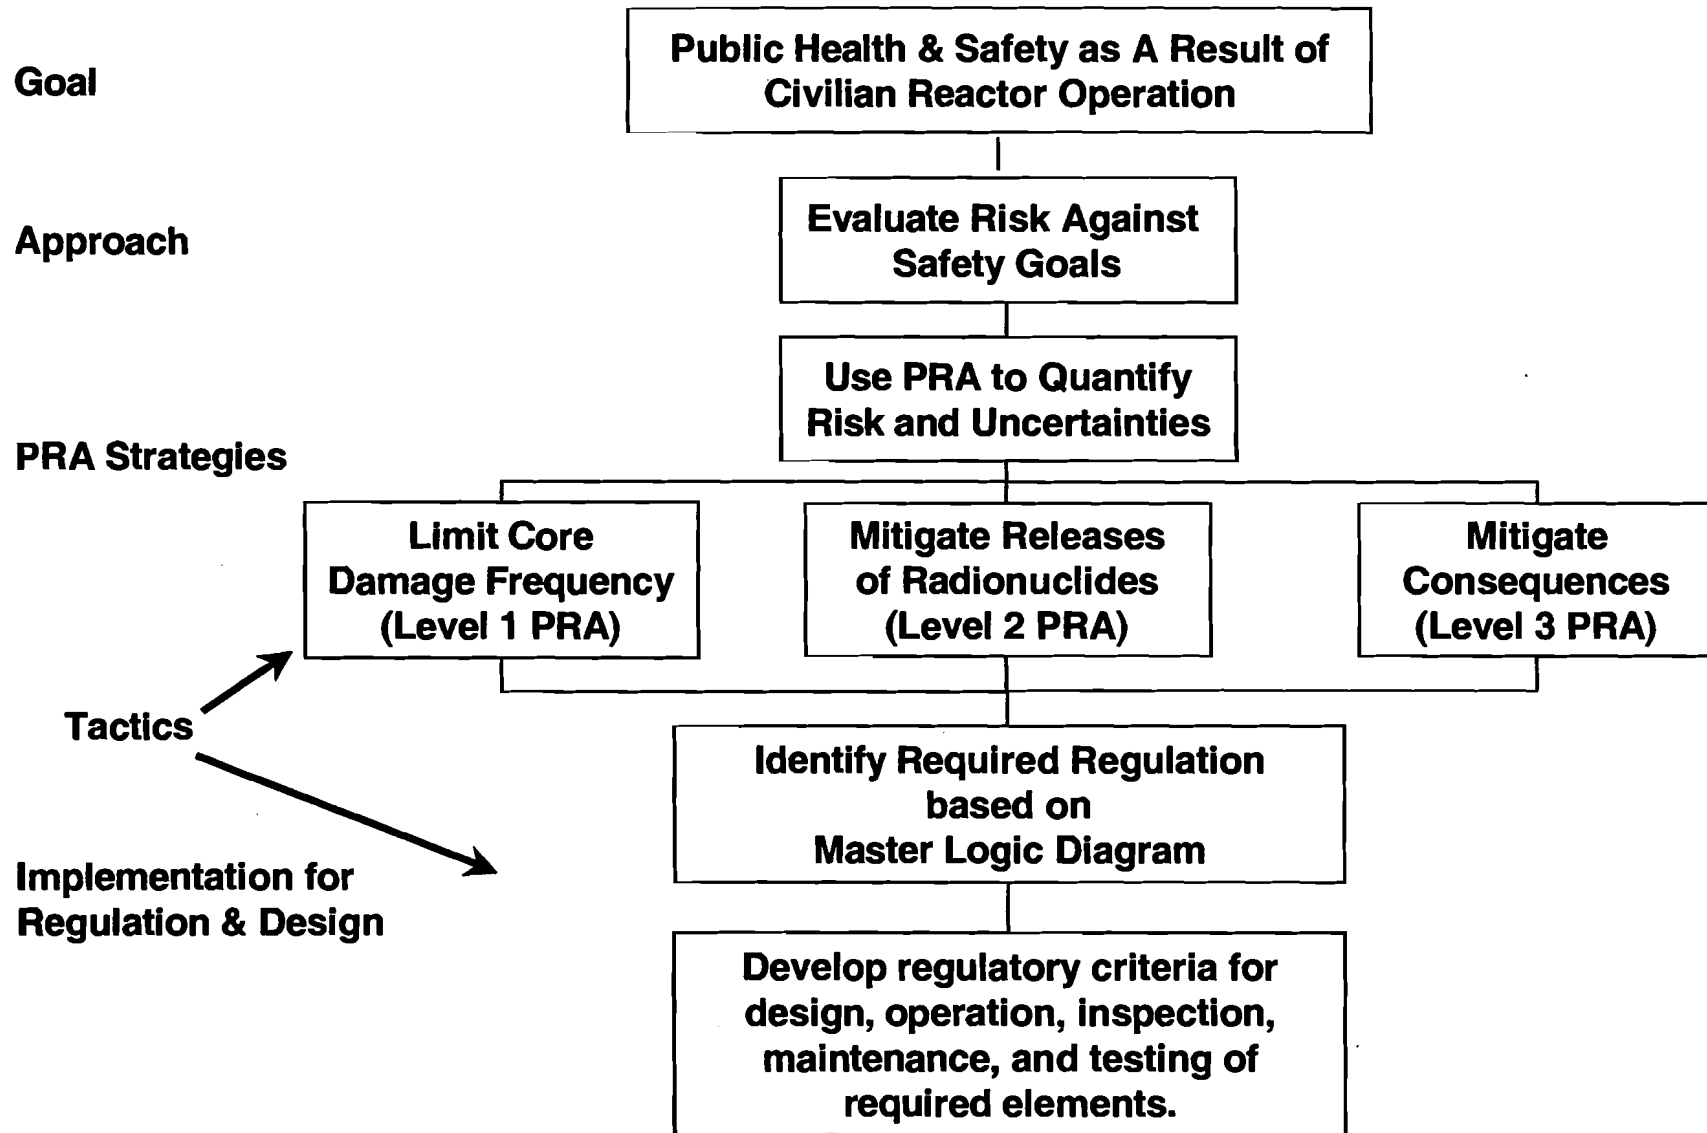 Goal
Public Health & Safety as A Result of
Civilian Reactor Operation
Approach
Evaluate Risk Against
Safety Goals
Use PRA to Quantify
Risk and Uncertainties
PRA Strategies
Limit Core
Damage Frequency
(Level 1 PRA)
Mitigate Releases
of Radionuclides
(Level 2 PRA)
Mitigate
Consequences
(Level 3 PRA)
Tactics
Identify Required Regulation
based on
Master Logic Diagram
Implementation for
Regulation & Design
Develop regulatory criteria for
design, operation, inspection,
maintenance, and testing of
required elements.